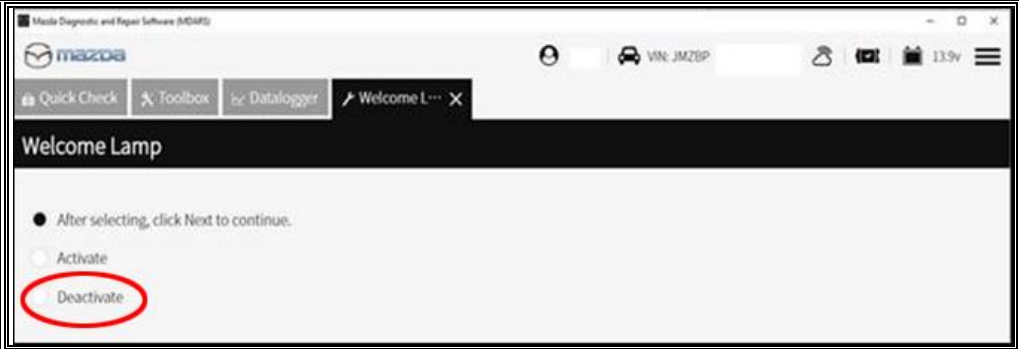 Mazda Diagnostic and Repair Software (MDARS)
mazda
VIN: JMZBP
13.9v
Quick Check
Toolbox
Datalogger
Welcome L···
Welcome Lamp
After selecting, click Next to continue.
Activate
Deactivate